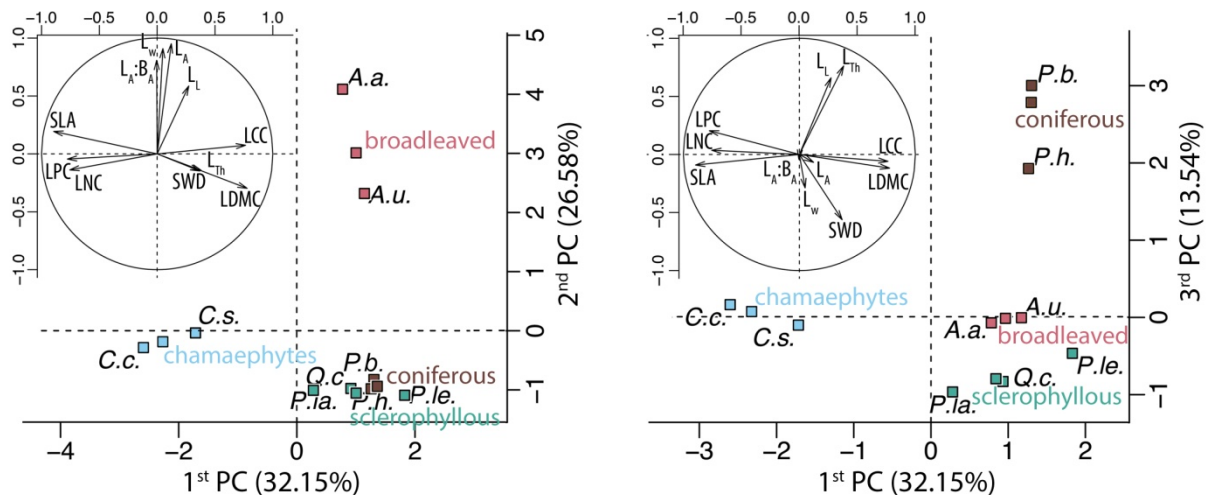 -1.0 -0.5 0.0 0.5 1.0
1.0
0.5
0.0
-0.5
-1.0
Lw
LA
LA:BA
LL
SLA
LCC
LPC
LNC
SWD
LTh
LDMC
A.a.
broadleaved
A.u.
C.s.
C.c.
chamaephytes
P.b.
Q.c
coniferous
P.la.
P.h.
P.le.
sclerophyllous
5
4
3
2
1
0
-1
2nd PC (26.58%)
-4 -2 0 2
1st PC (32.15%)
-1.0 -0.5 0.0 0.5 1.0
1.0
0.5
0.0
-0.5
-1.0
LL
LTh
LPC
LNC
LCC
SLA
LA:BA
LA
LDMC
Lw
SWD
P.b.
coniferous
P.h.
chamaephytes
C.c.
C.s.
A.u.
A.a.
broadleaved
P.le.
Q.c.
P.la.
sclerophyllous
3
2
1
0
-1
3rd PC (13.54%)
-3 -2 -1 0 1 2
1st PC (32.15%)